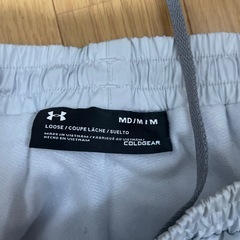 MD/M/M
LOOSE / COUPE LÂCHE / SUELTO
MADE IN VIETNAM / FABRIQUÉ AU VIETNAM /
HECHO EN VIETNAM
COLDGEAR